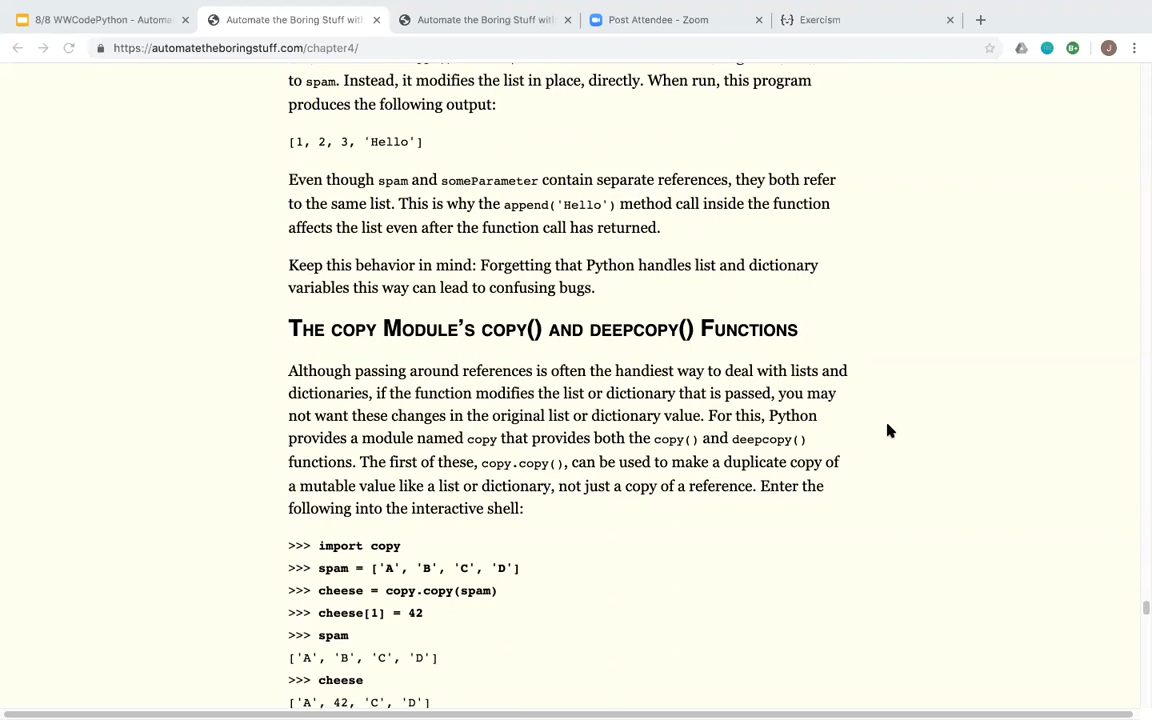 8/8 WWCodePython - Automa
Automate the Boring Stuff with
Automate the Boring Stuff with
Post Attendee - Zoom
Exercism
https://automatetheboringstuff.com/chapter4/
J
to spam. Instead, it modifies the list in place, directly. When run, this program
produces the following output:
[1, 2, 3, 'Hello']
Even though spam and someParameter contain separate references, they both refer
to the same list. This is why the append('Hello') method call inside the function
affects the list even after the function call has returned.
Keep this behavior in mind: Forgetting that Python handles list and dictionary
variables this way can lead to confusing bugs.
The copy Module's copy() and deepcopy() Functions
Although passing around references is often the handiest way to deal with lists and
dictionaries, if the function modifies the list or dictionary that is passed, you may
not want these changes in the original list or dictionary value. For this, Python
provides a module named copy that provides both the copy() and deepcopy()
functions. The first of these, copy.copy(), can be used to make a duplicate copy of
a mutable value like a list or dictionary, not just a copy of a reference. Enter the
following into the interactive shell:
>>> import copy
>>> spam = ['A', 'B', 'C', 'D']
>>> cheese = copy.copy(spam)
>>> cheese[1] = 42
>>> spam
['A', 'B', 'C', 'D']
>>> cheese
['A', 42, 'C', 'D']